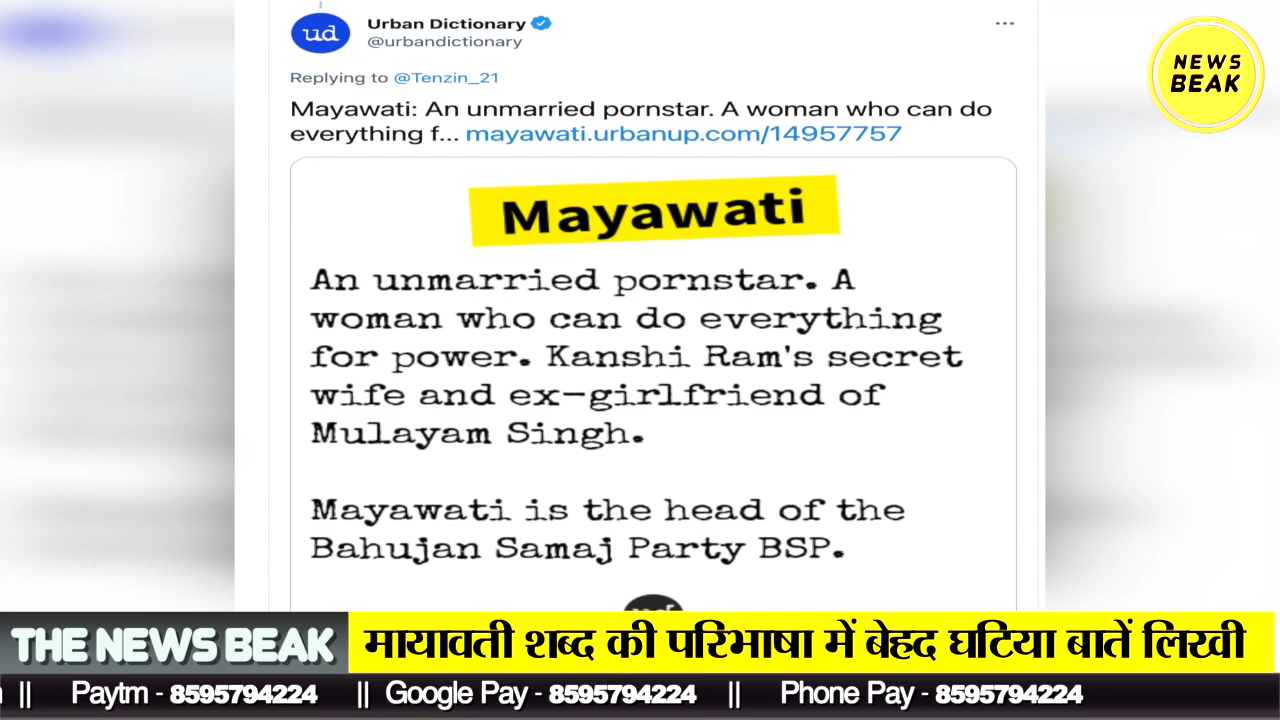 ud Urban Dictionary
@urbandictionary
Replying to @Tenzin_21
Mayawati: An unmarried pornstar. A woman who can do
everything f... mayawati.urbanup.com/14957757
NEWS
BEAK
Mayawati
An unmarried pornstar. A
woman who can do everything
for power. Kanshi Ram's secret
wife and ex-girlfriend of
Mulayam Singh.
Mayawati is the head of the
Bahujan Samaj Party BSP.
THE NEWS BEAK मायावती शब्द की परिभाषा में बेहद घटिया बातें लिखी
|| Paytm - 8595794224 || Google Pay - 8595794224 || Phone Pay - 8595794224